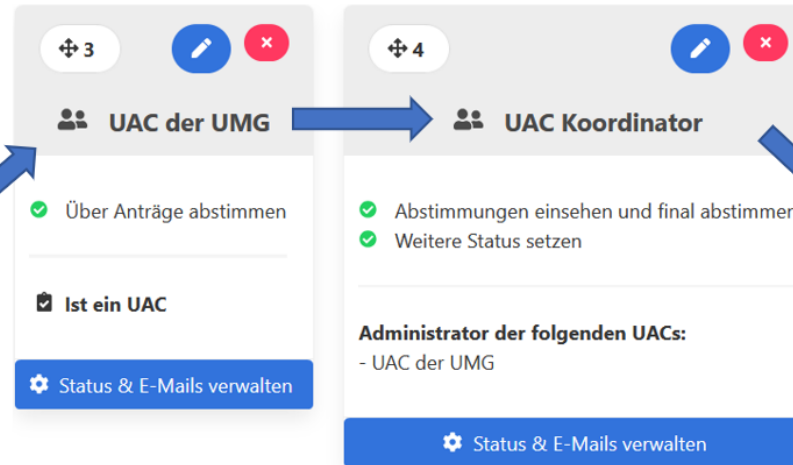 3
UAC der UMG
Über Anträge abstimmen
Ist ein UAC
Status & E-Mails verwalten
4
UAC Koordinator
Abstimmungen einsehen und final abstimmen
Weitere Status setzen
Administrator der folgenden UACs:
- UAC der UMG
Status & E-Mails verwalten